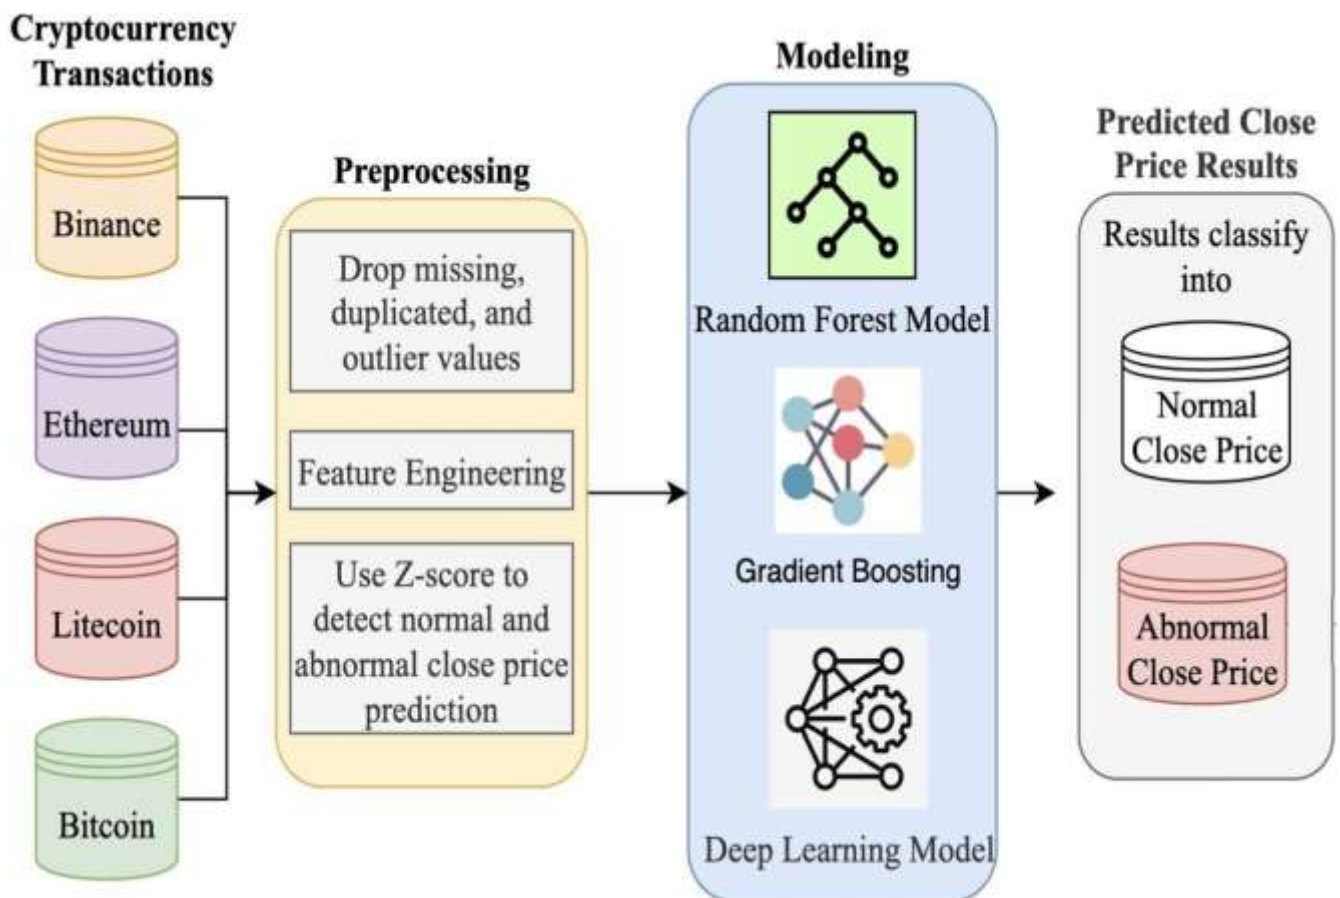 Cryptocurrency
Transactions
Binance
Ethereum
Litecoin
Bitcoin
Preprocessing
Drop missing,
duplicated, and
outlier values
Feature Engineering
Use Z-score to
detect normal and
abnormal close price
prediction
Modeling
Random Forest Model
Gradient Boosting
Deep Learning Model
Predicted Close
Price Results
Results classify
into
Normal
Close Price
Abnormal
Close Price